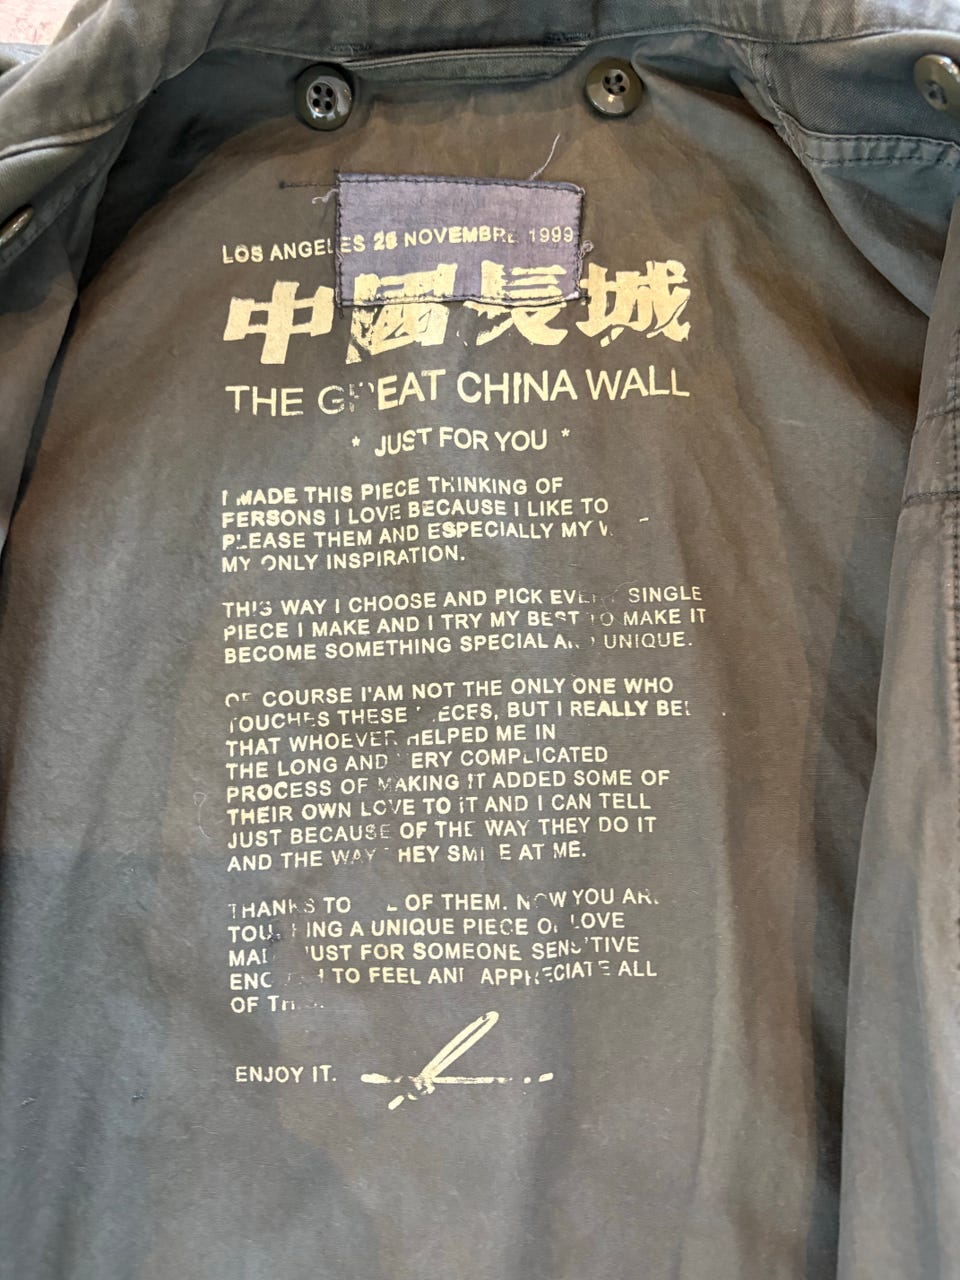 LOS ANGELES 26 NOVEMBRE 1999
中國長城
THE GREAT CHINA WALL
* JUST FOR YOU *
I MADE THIS PIECE THINKING OF
PERSONS I LOVE BECAUSE I LIKE TO
PLEASE THEM AND ESPECIALLY MY
MY ONLY INSPIRATION.
THIS WAY I CHOOSE AND PICK EVERY SINGLE
PIECE I MAKE AND I TRY MY BEST TO MAKE IT
BECOME SOMETHING SPECIAL AND UNIQUE.
OF COURSE I'AM NOT THE ONLY ONE WHO
TOUCHES THESE PIECES, BUT I REALLY
THAT WHOEVER HELPED ME IN
THE LONG AND VERY COMPLICATED
PROCESS OF MAKING IT ADDED SOME OF
THEIR OWN LOVE TO IT AND I CAN TELL
JUST BECAUSE OF THE WAY THEY DO IT
AND THE WAY THEY SMILE AT ME.
THANKS TO ALL OF THEM. NOW YOU ARE
TOUCHING A UNIQUE PIECE OF LOVE
MADE JUST FOR SOMEONE SENSITIVE
ENOUGH TO FEEL AND APPRECIATE ALL
OF THIS.
ENJOY IT.